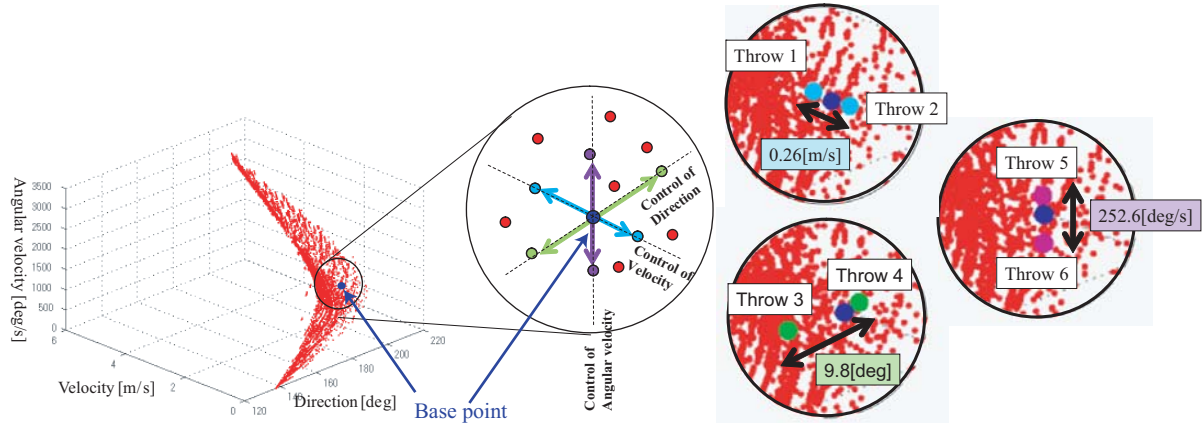 Angular velocity [deg/s]
3500
3000
2500
2000
1500
1000
500
0
6
4
2
0
Velocity [m/s]
120
140
160
180
200
220
Direction [deg]
Base point
Control of
Direction
Control of
Velocity
Control of
Angular velocity
Throw 1
Throw 2
0.26[m/s]
Throw 3
Throw 4
9.8[deg]
Throw 5
252.6[deg/s]
Throw 6